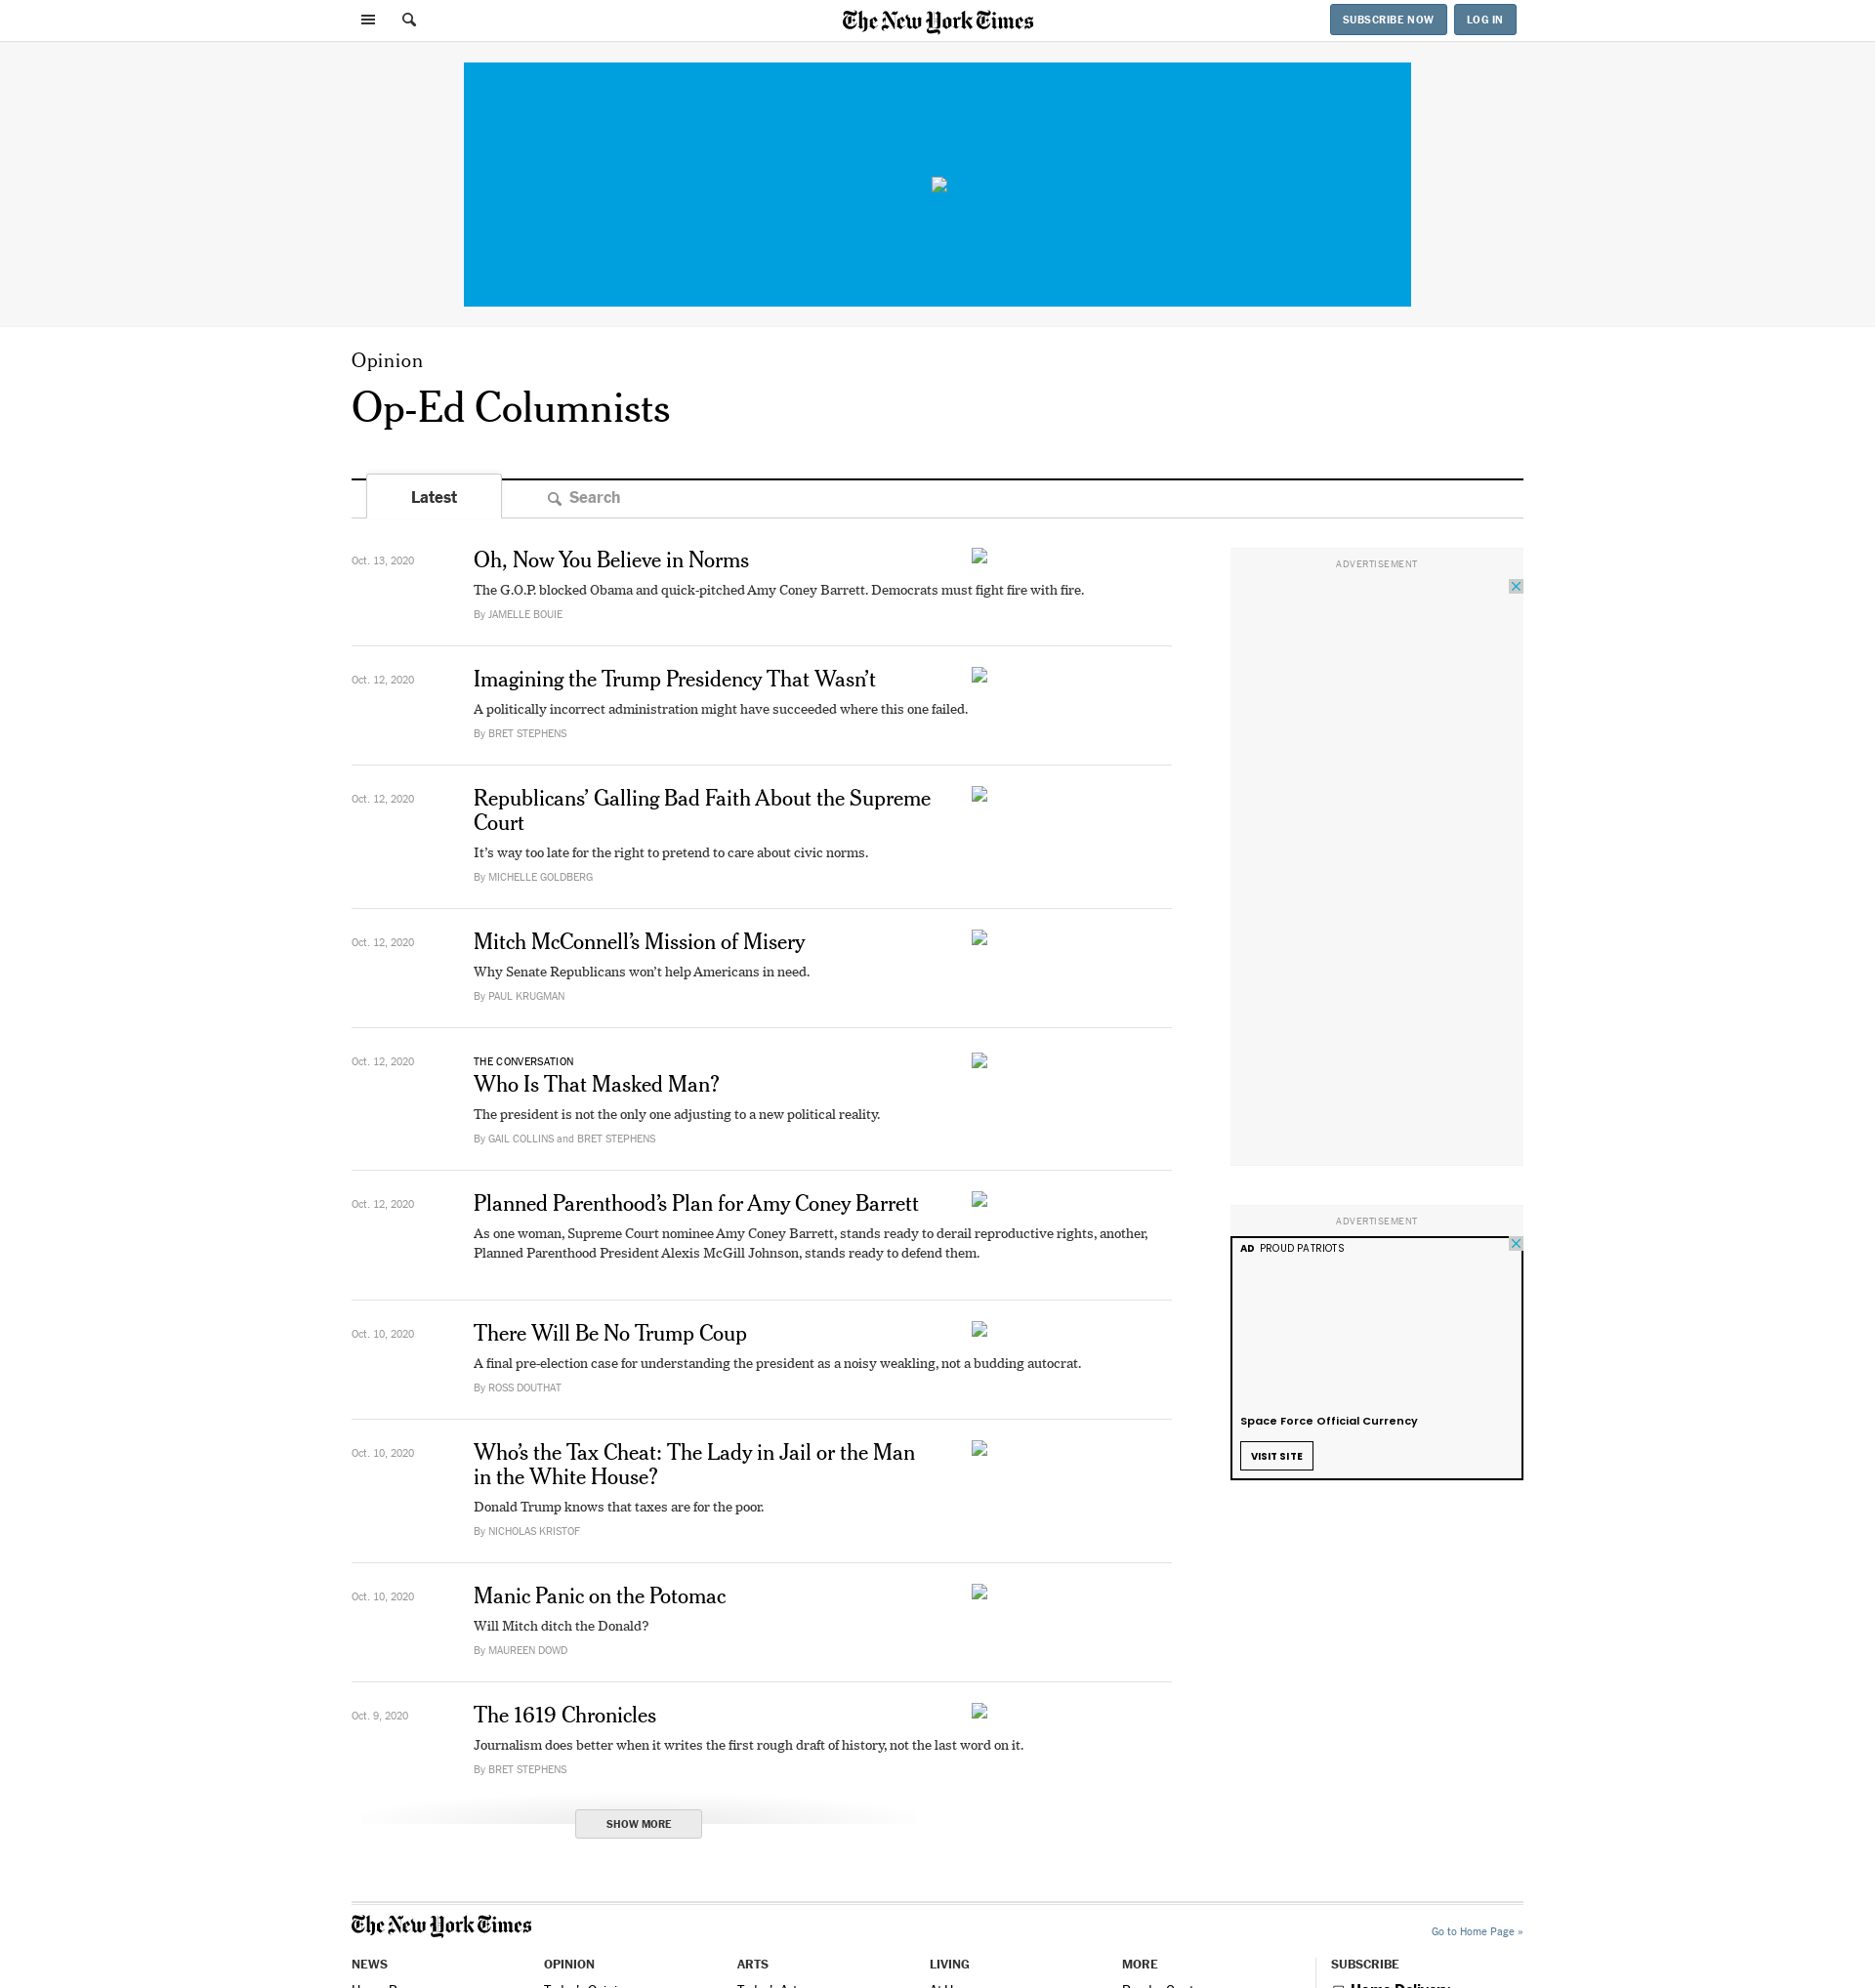 The New York Times
SUBSCRIBE NOW
LOG IN
Opinion
Op-Ed Columnists
Latest
Search
Oct. 13, 2020
Oh, Now You Believe in Norms
The G.O.P. blocked Obama and quick-pitched Amy Coney Barrett. Democrats must fight fire with fire.
By JAMELLE BOUIE
Oct. 12, 2020
Imagining the Trump Presidency That Wasn’t
A politically incorrect administration might have succeeded where this one failed.
By BRET STEPHENS
Oct. 12, 2020
Republicans’ Galling Bad Faith About the Supreme
Court
It’s way too late for the right to pretend to care about civic norms.
By MICHELLE GOLDBERG
Oct. 12, 2020
Mitch McConnell’s Mission of Misery
Why Senate Republicans won’t help Americans in need.
By PAUL KRUGMAN
Oct. 12, 2020
THE CONVERSATION
Who Is That Masked Man?
The president is not the only one adjusting to a new political reality.
By GAIL COLLINS and BRET STEPHENS
Oct. 12, 2020
Planned Parenthood’s Plan for Amy Coney Barrett
As one woman, Supreme Court nominee Amy Coney Barrett, stands ready to derail reproductive rights, another,
Planned Parenthood President Alexis McGill Johnson, stands ready to defend them.
Oct. 10, 2020
There Will Be No Trump Coup
A final pre-election case for understanding the president as a noisy weakling, not a budding autocrat.
By ROSS DOUTHAT
Oct. 10, 2020
Who’s the Tax Cheat: The Lady in Jail or the Man
in the White House?
Donald Trump knows that taxes are for the poor.
By NICHOLAS KRISTOF
Oct. 10, 2020
Manic Panic on the Potomac
Will Mitch ditch the Donald?
By MAUREEN DOWD
Oct. 9, 2020
The 1619 Chronicles
Journalism does better when it writes the first rough draft of history, not the last word on it.
By BRET STEPHENS
SHOW MORE
ADVERTISEMENT
ADVERTISEMENT
AD PROUD PATRIOTS
Space Force Official Currency
VISIT SITE
The New York Times
Go to Home Page »
NEWS
OPINION
ARTS
LIVING
MORE
SUBSCRIBE
Home Delivery